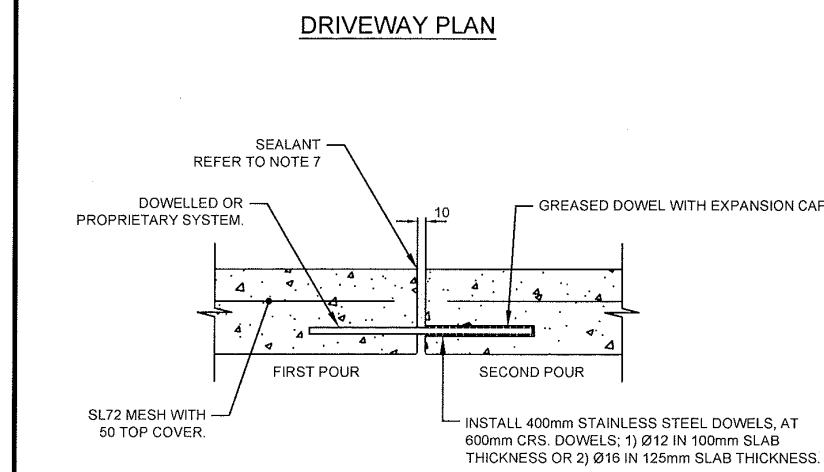 DRIVEWAY PLAN
SEALANT
REFER TO NOTE 7
DOWELLED OR
PROPRIETARY SYSTEM.
10
GREASED DOWEL WITH EXPANSION CAP
FIRST POUR
SECOND POUR
SL72 MESH WITH
50 TOP COVER.
INSTALL 400mm STAINLESS STEEL DOWELS, AT
600mm CRS. DOWELS; 1) Ø12 IN 100mm SLAB
THICKNESS OR 2) Ø16 IN 125mm SLAB THICKNESS.